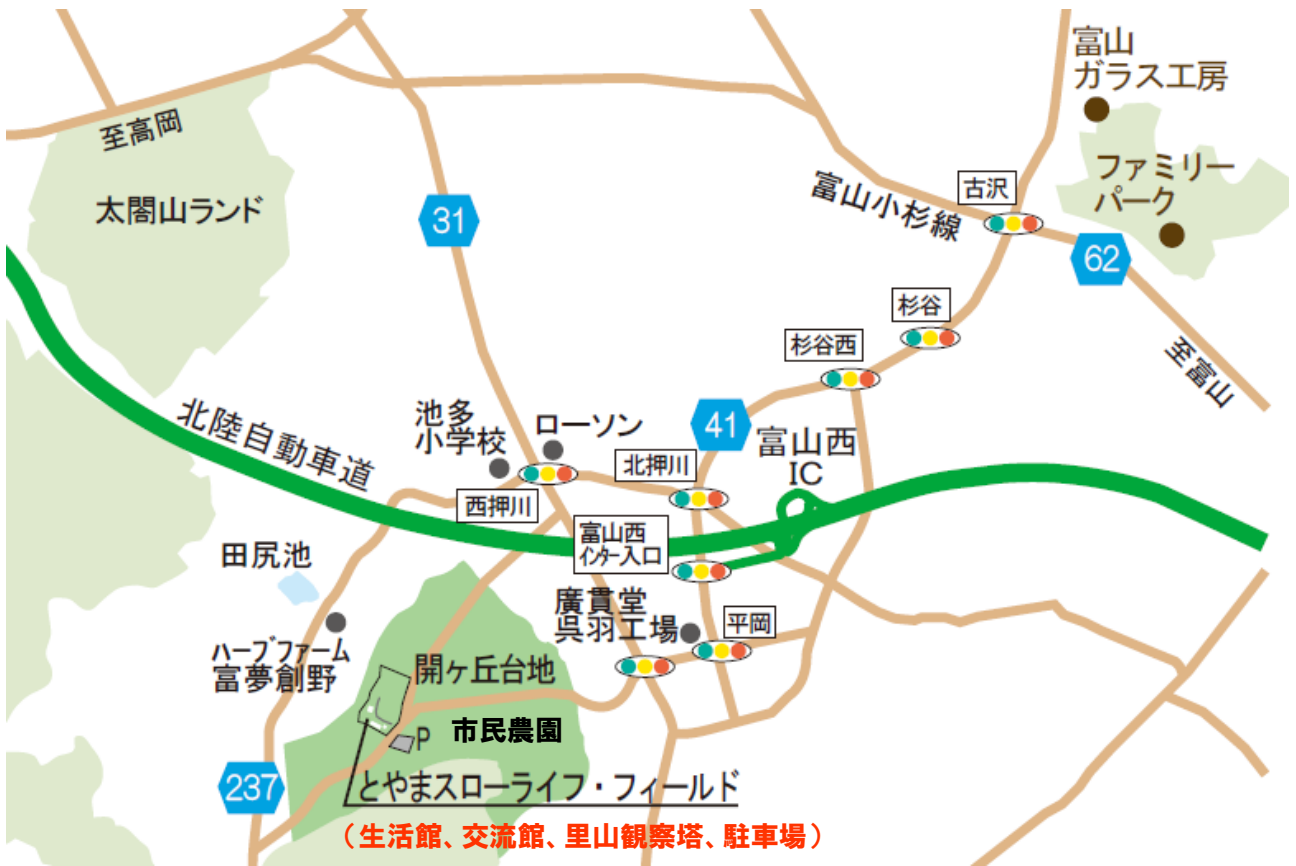 富山
ガラス工房
至高岡
ファミリー
パーク
古沢
富山小杉線
太閤山ランド
31
62
杉谷
杉谷西
至富山
北陸自動車道
池多
小学校
ローソン
41
富山西
IC
北押川
西押川
富山西
インター入口
田尻池
廣貫堂
呉羽工場
平岡
ハーブファーム
富夢創野
開ヶ丘台地
P
市民農園
237
とやまスローライフ・フィールド
（生活館、交流館、里山観察塔、駐車場）